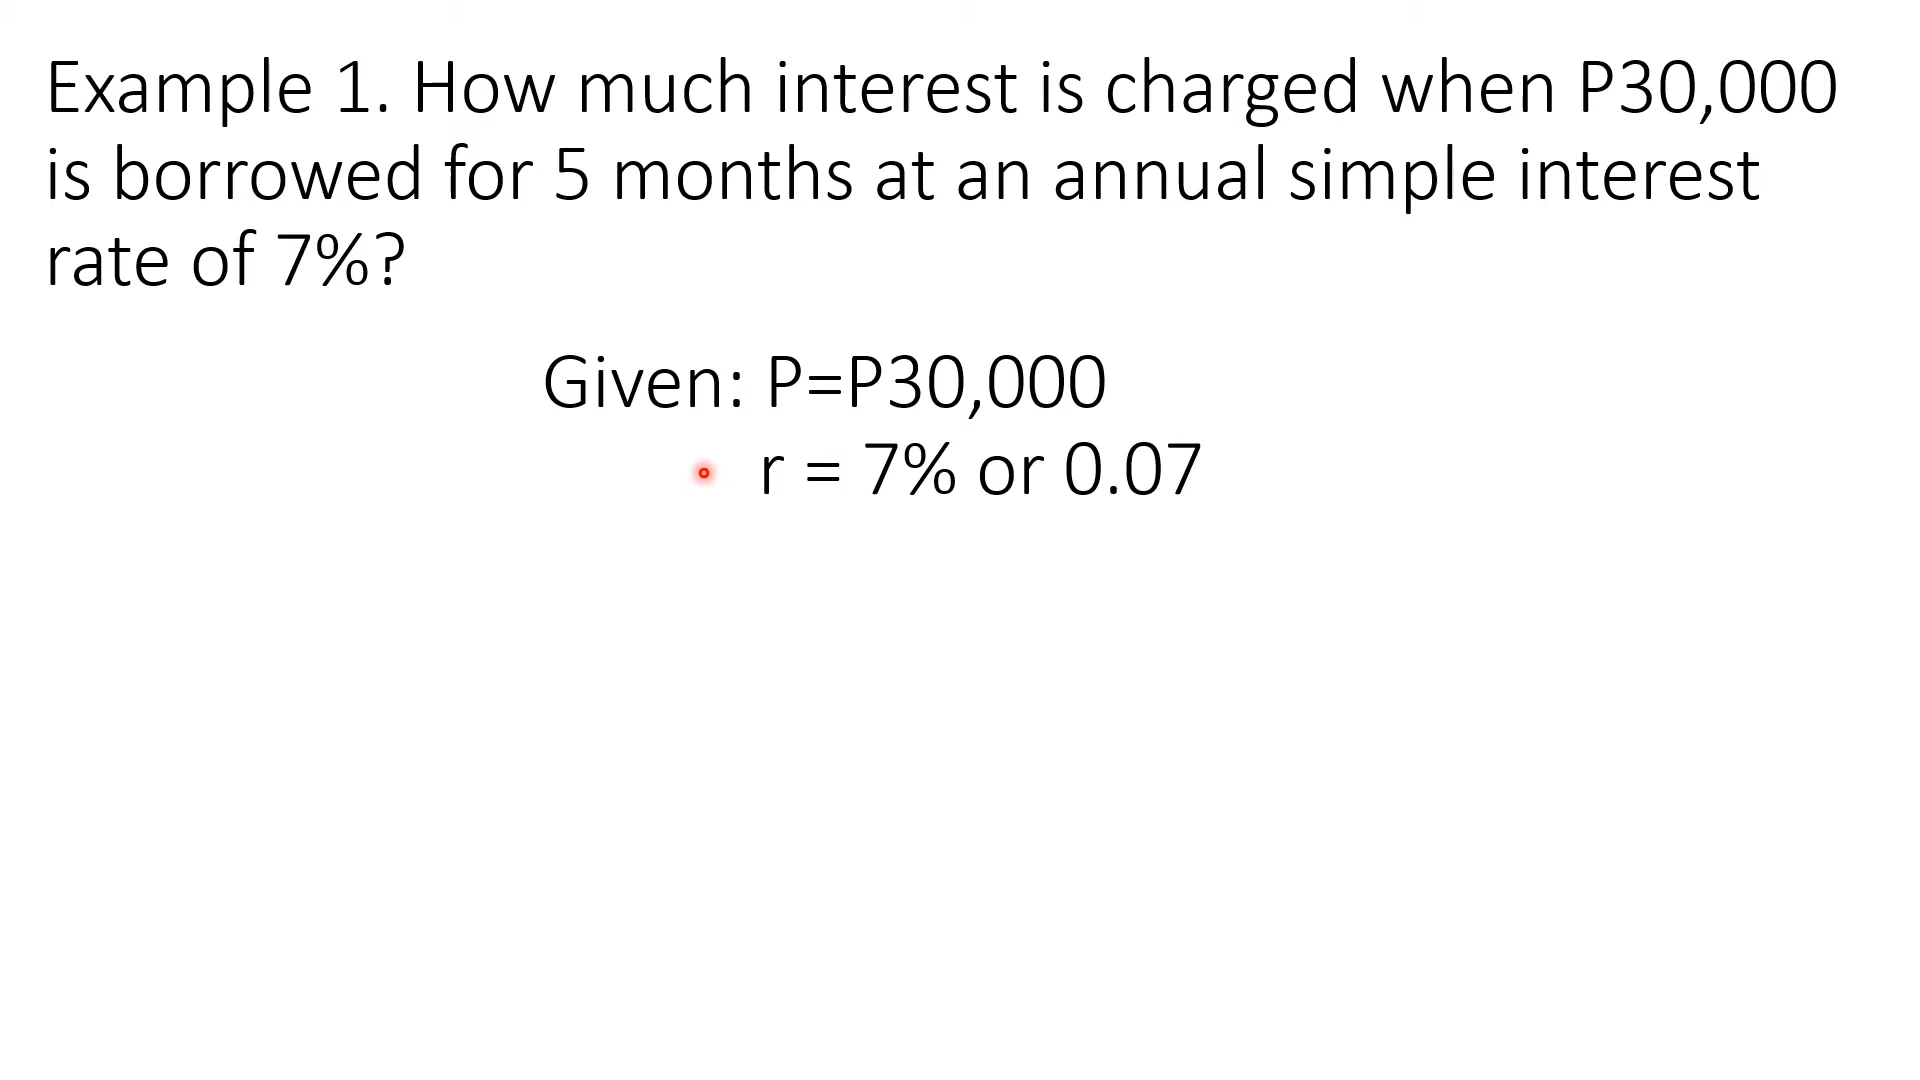 Example 1. How much interest is charged when P30,000
is borrowed for 5 months at an annual simple interest
rate of 7%?
Given: P=P30,000
r = 7% or 0.07